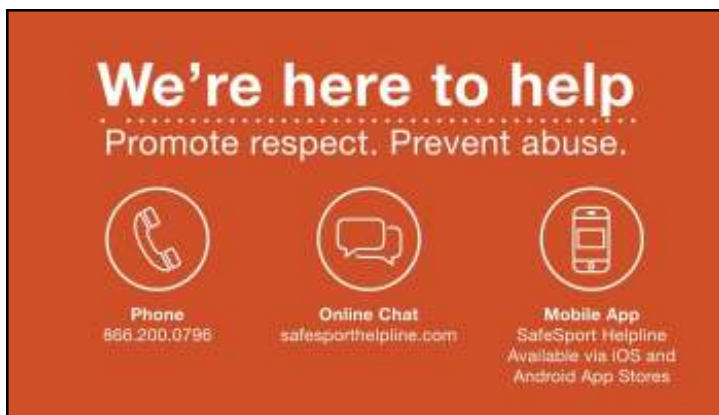 We're here to help
Promote respect. Prevent abuse.
Phone
866.200.0796
Online Chat
safesporthelpline.com
Mobile App
SafeSport Helpline
Available via iOS and
Android App Stores